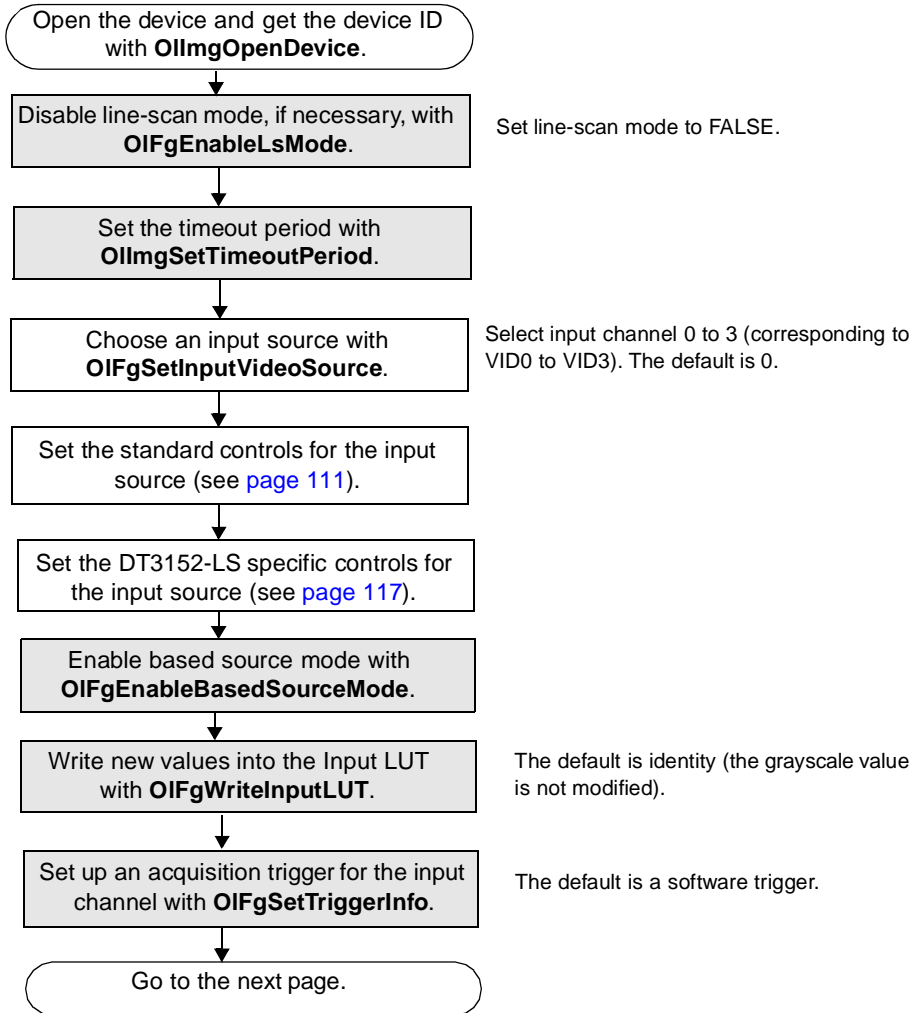 Open the device and get the device ID
with OlImgOpenDevice.
Disable line-scan mode, if necessary, with
OlFgEnableLsMode.
Set line-scan mode to FALSE.
Set the timeout period with
OlImgSetTimeoutPeriod.
Choose an input source with
OlFgSetInputVideoSource.
Select input channel 0 to 3 (corresponding to
VID0 to VID3). The default is 0.
Set the standard controls for the input
source (see page 111).
Set the DT3152-LS specific controls for
the input source (see page 117).
Enable based source mode with
OlFgEnableBasedSourceMode.
Write new values into the Input LUT
with OlFgWriteInputLUT.
The default is identity (the grayscale value
is not modified).
Set up an acquisition trigger for the input
channel with OlFgSetTriggerInfo.
The default is a software trigger.
Go to the next page.